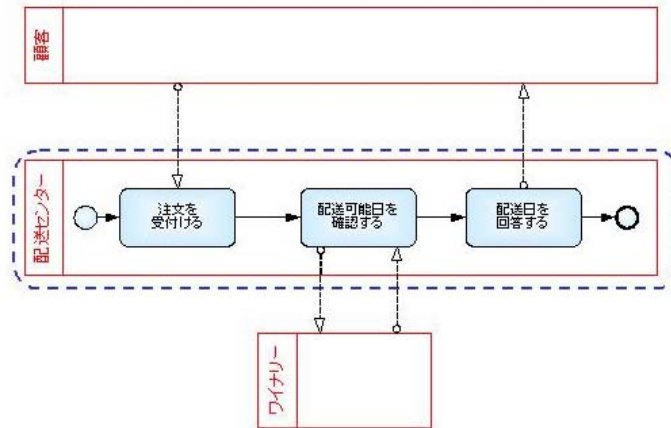 顧客
配送センター
注文を
受付ける
配送可能日を
確認する
配送日を
回答する
ワイナリー